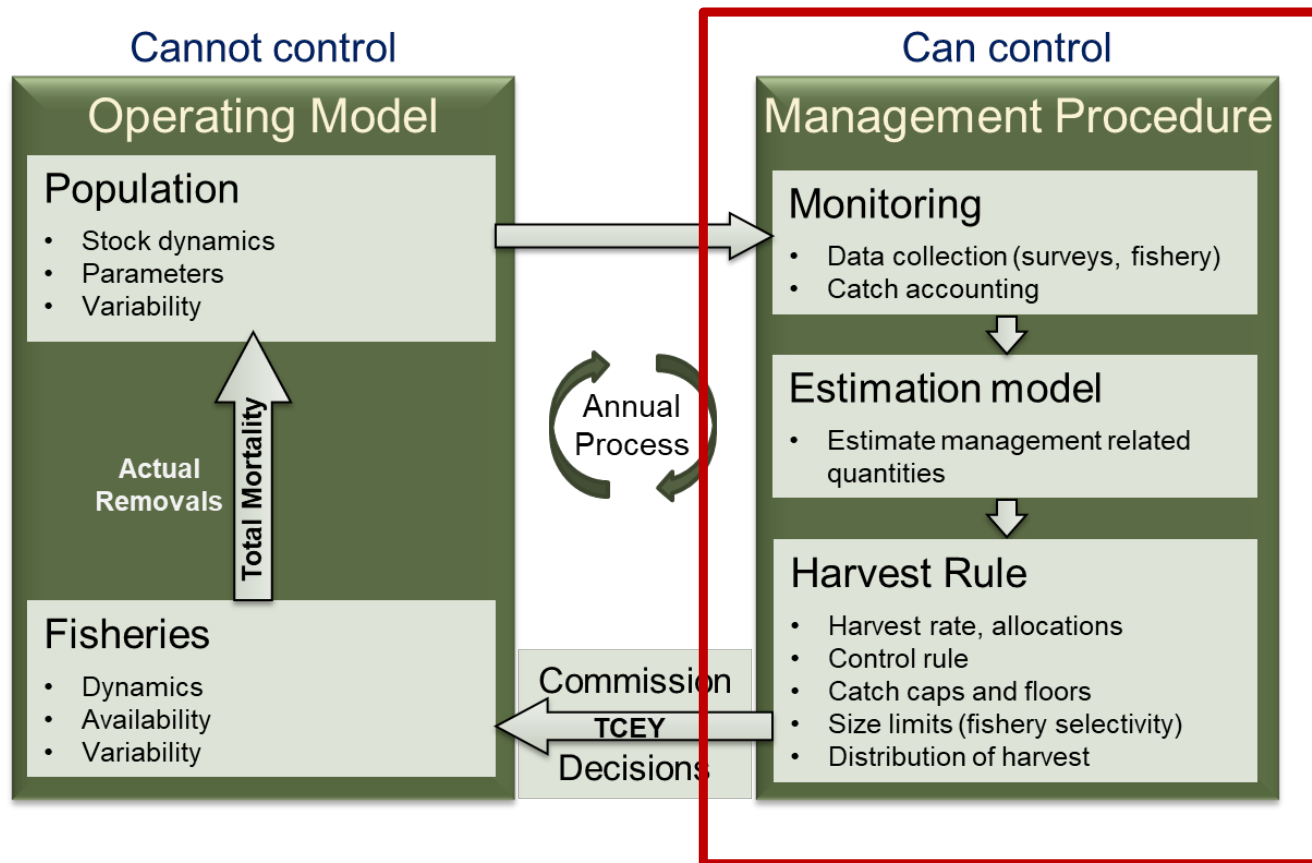 Cannot control
Operating Model
Population
• Stock dynamics
• Parameters
• Variability
Actual
Removals
Total Mortality
Fisheries
• Dynamics
• Availability
• Variability
Annual
Process
Commission
TCEY
Decisions
Can control
Management Procedure
Monitoring
• Data collection (surveys, fishery)
• Catch accounting
Estimation model
• Estimate management related
quantities
Harvest Rule
• Harvest rate, allocations
• Control rule
• Catch caps and floors
• Size limits (fishery selectivity)
• Distribution of harvest